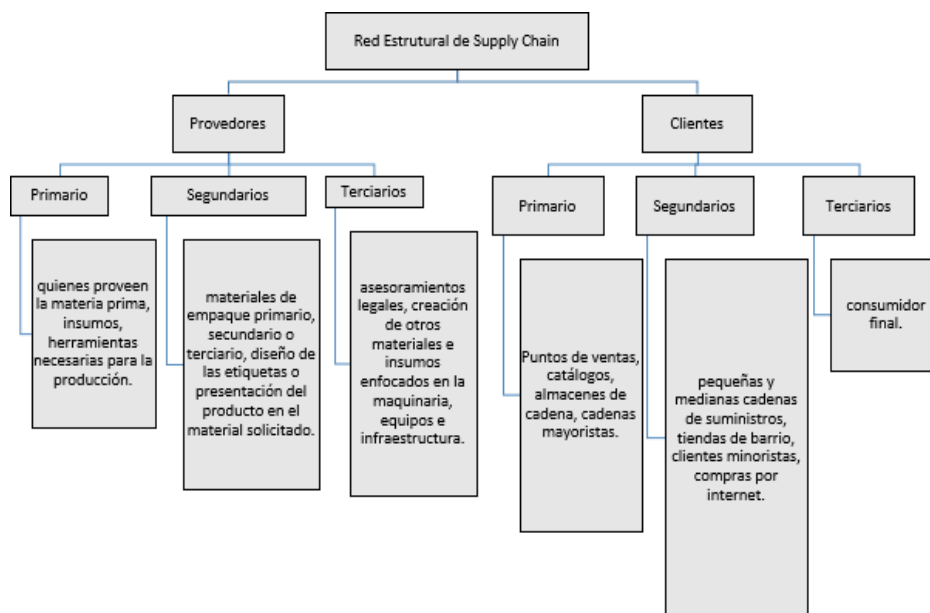 Red Estrutural de Supply Chain
Provedores
Clientes
Primario
Segundarios
Terciarios
Primario
Segundarios
Terciarios
quienes proveen
la materia prima,
insumos,
herramientas
necesarias para la
producción.
materiales de
empaque primario,
secundario o
terciario, diseño de
las etiquetas o
presentación del
producto en el
material solicitado.
asesoramientos
legales, creación de
otros materiales e
insumos
enfocados en la
maquinaria,
equipos e
infraestructura.
Puntos de ventas,
catálogos,
almacenes de
cadena, cadenas
mayoristas.
pequeñas y
medianas cadenas
de suministros,
tiendas de barrio,
clientes minoristas,
compras por
internet.
consumidor
final.